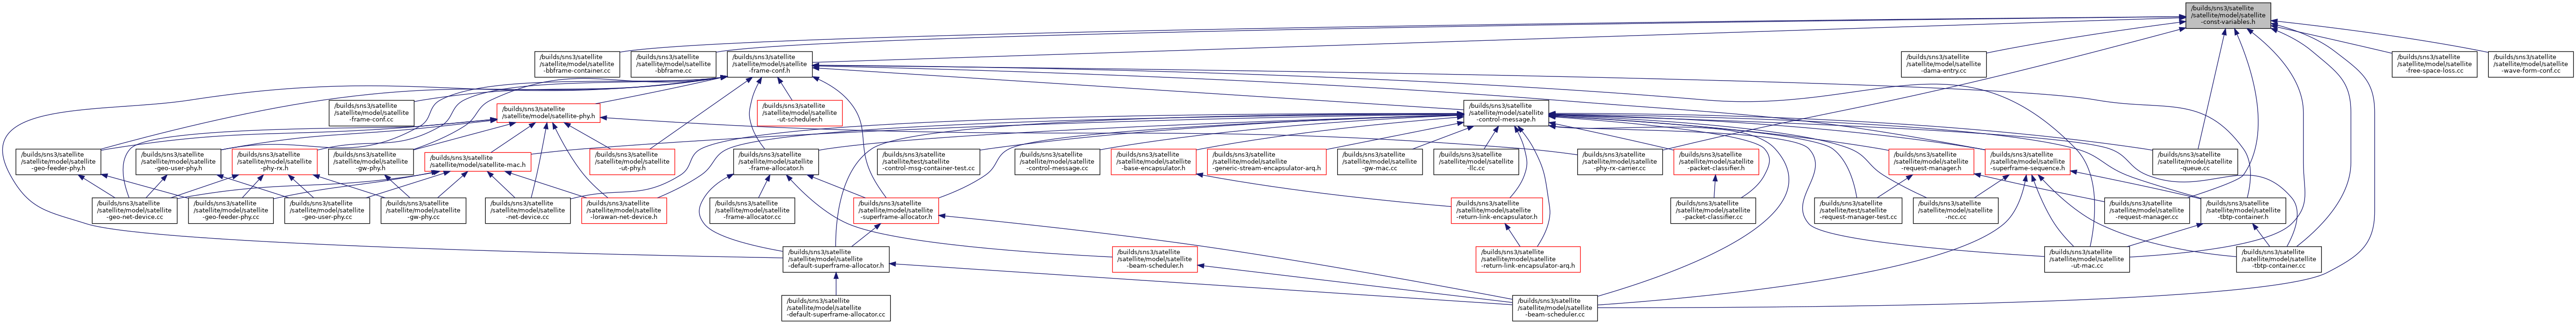 /builds/sns3/satellite
/satellite/model/satellite
-const-variables.h
/builds/sns3/satellite
/satellite/model/satellite
-bbframe-container.cc
/builds/sns3/satellite
/satellite/model/satellite
-bbframe.cc
/builds/sns3/satellite
/satellite/model/satellite
-frame-conf.h
/builds/sns3/satellite
/satellite/model/satellite
-dama-entry.cc
/builds/sns3/satellite
/satellite/model/satellite
-free-space-loss.cc
/builds/sns3/satellite
/satellite/model/satellite
-wave-form-conf.cc
/builds/sns3/satellite
/satellite/model/satellite
-frame-conf.cc
/builds/sns3/satellite
/satellite/model/satellite-phy.h
/builds/sns3/satellite
/satellite/model/satellite
-ut-scheduler.h
/builds/sns3/satellite
/satellite/model/satellite
-control-message.h
/builds/sns3/satellite
/satellite/model/satellite
-geo-feeder-phy.h
/builds/sns3/satellite
/satellite/model/satellite
-geo-user-phy.h
/builds/sns3/satellite
/satellite/model/satellite
-phy-rx.h
/builds/sns3/satellite
/satellite/model/satellite
-gw-phy.h
/builds/sns3/satellite
/satellite/model/satellite-mac.h
/builds/sns3/satellite
/satellite/model/satellite
-ut-phy.h
/builds/sns3/satellite
/satellite/model/satellite
-frame-allocator.h
/builds/sns3/satellite
/satellite/test/satellite
-control-msg-container-test.cc
/builds/sns3/satellite
/satellite/model/satellite
-control-message.cc
/builds/sns3/satellite
/satellite/model/satellite
-base-encapsulator.h
/builds/sns3/satellite
/satellite/model/satellite
-generic-stream-encapsulator-arq.h
/builds/sns3/satellite
/satellite/model/satellite
-gw-mac.cc
/builds/sns3/satellite
/satellite/model/satellite
-llc.cc
/builds/sns3/satellite
/satellite/model/satellite
-phy-rx-carrier.cc
/builds/sns3/satellite
/satellite/model/satellite
-packet-classifier.h
/builds/sns3/satellite
/satellite/model/satellite
-request-manager.h
/builds/sns3/satellite
/satellite/model/satellite
-superframe-sequence.h
/builds/sns3/satellite
/satellite/model/satellite
-queue.cc
/builds/sns3/satellite
/satellite/model/satellite
-geo-net-device.cc
/builds/sns3/satellite
/satellite/model/satellite
-geo-feeder-phy.cc
/builds/sns3/satellite
/satellite/model/satellite
-geo-user-phy.cc
/builds/sns3/satellite
/satellite/model/satellite
-gw-phy.cc
/builds/sns3/satellite
/satellite/model/satellite
-net-device.cc
/builds/sns3/satellite
/satellite/model/satellite
-lorawan-net-device.h
/builds/sns3/satellite
/satellite/model/satellite
-frame-allocator.cc
/builds/sns3/satellite
/satellite/model/satellite
-superframe-allocator.h
/builds/sns3/satellite
/satellite/model/satellite
-return-link-encapsulator.h
/builds/sns3/satellite
/satellite/model/satellite
-packet-classifier.cc
/builds/sns3/satellite
/satellite/test/satellite
-request-manager-test.cc
/builds/sns3/satellite
/satellite/model/satellite
-ncc.cc
/builds/sns3/satellite
/satellite/model/satellite
-request-manager.cc
/builds/sns3/satellite
/satellite/model/satellite
-tbtp-container.h
/builds/sns3/satellite
/satellite/model/satellite
-default-superframe-allocator.h
/builds/sns3/satellite
/satellite/model/satellite
-beam-scheduler.h
/builds/sns3/satellite
/satellite/model/satellite
-return-link-encapsulator-arq.h
/builds/sns3/satellite
/satellite/model/satellite
-ut-mac.cc
/builds/sns3/satellite
/satellite/model/satellite
-tbtp-container.cc
/builds/sns3/satellite
/satellite/model/satellite
-default-superframe-allocator.cc
/builds/sns3/satellite
/satellite/model/satellite
-beam-scheduler.cc